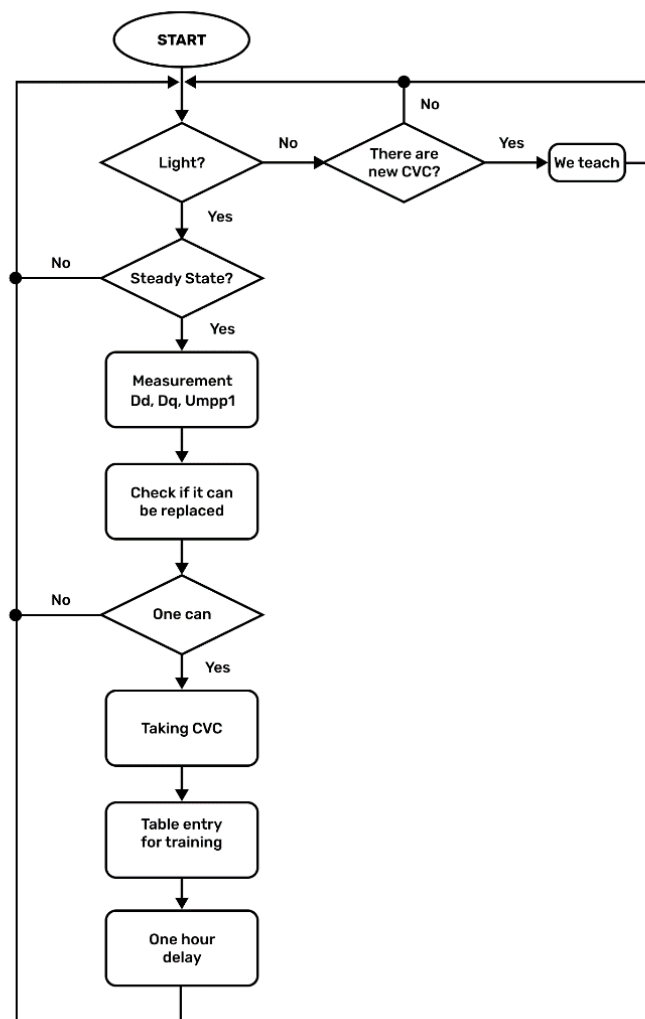 START
Light?
No
There are
new CVC?
No
Yes
We teach
Yes
No
Steady State?
Yes
Measurement
Dd, Dq, Umpp1
Check if it can
be replaced
No
One can
Yes
Taking CVC
Table entry
for training
One hour
delay